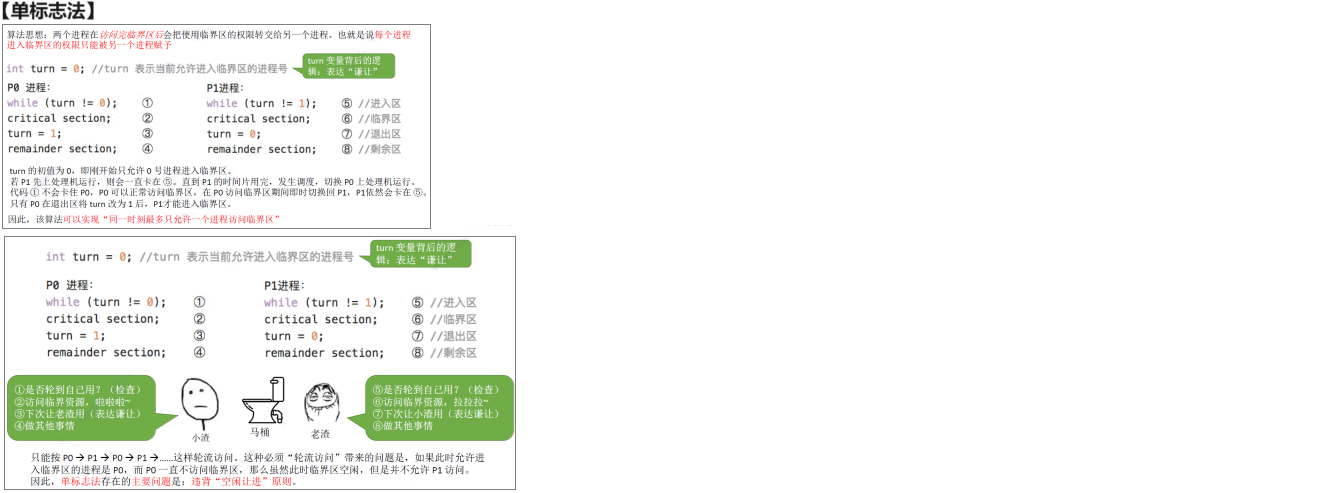 【单标志法】
算法思想：两个进程在访问完临界区后会把使用临界区的权限转交给另一个进程。也就是说每个进程
进入临界区的权限只能被另一个进程赋予
turn 变量背后的逻
辑：表达“谦让”
int turn = 0; //turn 表示当前允许进入临界区的进程号
P0 进程： P1进程：
while (turn != 0); ① while (turn != 1); ⑤ //进入区
critical section; ② critical section; ⑥ //临界区
turn = 1; ③ turn = 0; ⑦ //退出区
remainder section; ④ remainder section; ⑧ //剩余区
turn 的初值为 0，即刚开始只允许 0 号进程进入临界区。
若 P1 先上处理机运行，则会一直卡在 ⑤。直到 P1 的时间片用完，发生调度，切换 P0 上处理机运行。
代码 ① 不会卡住 P0，P0 可以正常访问临界区，在 P0 访问临界区期间即时切换回 P1，P1依然会卡在 ⑤。
只有 P0 在退出区将 turn 改为 1 后，P1才能进入临界区。
因此，该算法可以实现“同一时刻最多只允许一个进程访问临界区”
turn 变量背后的逻
辑：表达“谦让”
int turn = 0; //turn 表示当前允许进入临界区的进程号
P0 进程： P1进程：
while (turn != 0); ① while (turn != 1); ⑤ //进入区
critical section; ② critical section; ⑥ //临界区
turn = 1; ③ turn = 0; ⑦ //退出区
remainder section; ④ remainder section; ⑧ //剩余区
①是否轮到自己用？（检查）
②访问临界资源，啦啦啦~
③下次让老渣用（表达谦让）
④做其他事情
小渣
马桶
老渣
⑤是否轮到自己用？（检查）
⑥访问临界资源，拉拉拉~
⑦下次让小渣用（表达谦让）
⑧做其他事情
只能按 P0 → P1 → P0 → P1 →……这样轮流访问。这种必须“轮流访问”带来的问题是，如果此时允许进
入临界区的进程是 P0，而 P0 一直不访问临界区，那么虽然此时临界区空闲，但是并不允许 P1 访问。
因此，单标志法存在的主要问题是：违背“空闲让进”原则。